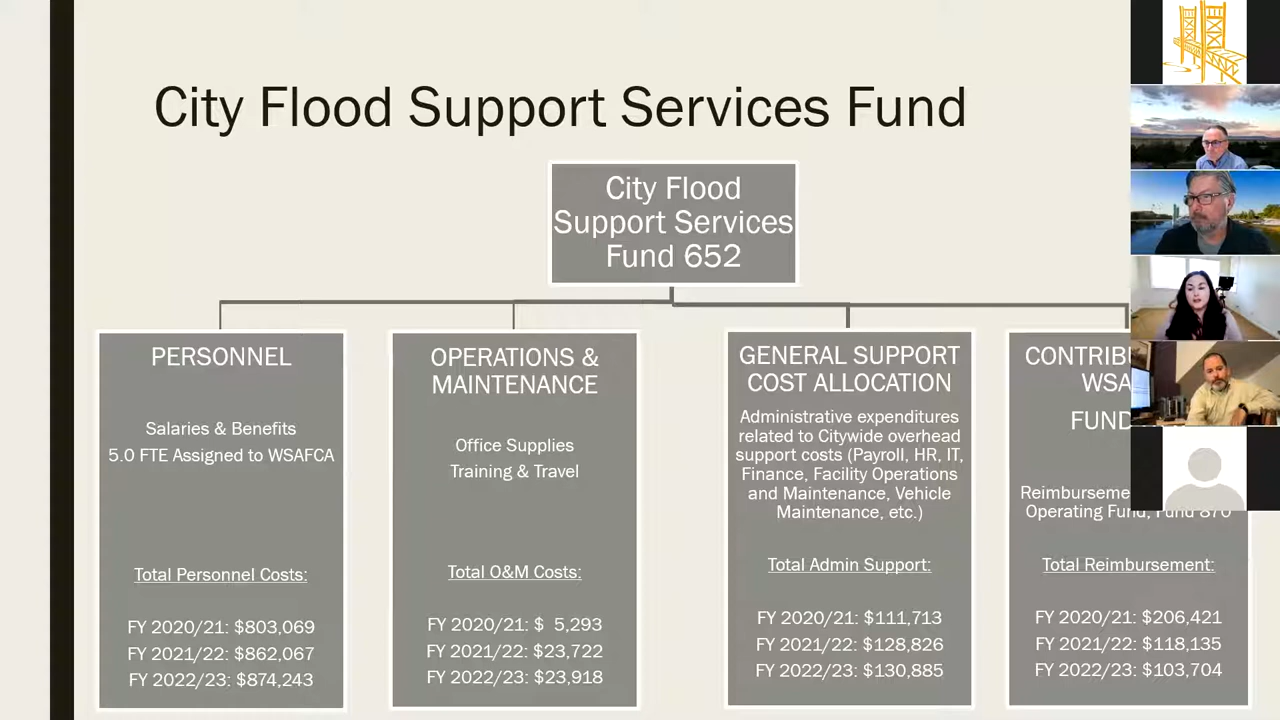 City Flood Support Services Fund
City Flood
Support Services
Fund 652
PERSONNEL
Salaries & Benefits
5.0 FTE Assigned to WSAFCA
Total Personnel Costs:
FY 2020/21: $803,069
FY 2021/22: $862,067
FY 2022/23: $874,243
OPERATIONS &
MAINTENANCE
Office Supplies
Training & Travel
Total O&M Costs:
FY 2020/21: $ 5,293
FY 2021/22: $23,722
FY 2022/23: $23,918
GENERAL SUPPORT
COST ALLOCATION
Administrative expenditures
related to Citywide overhead
support costs (Payroll, HR, IT,
Finance, Facility Operations
and Maintenance, Vehicle
Maintenance, etc.)
Total Admin Support:
FY 2020/21: $111,713
FY 2021/22: $128,826
FY 2022/23: $130,885
FUND
Operating Fund, Fund 870
Total Reimbursement:
FY 2020/21: $206,421
FY 2021/22: $118,135
FY 2022/23: $103,704